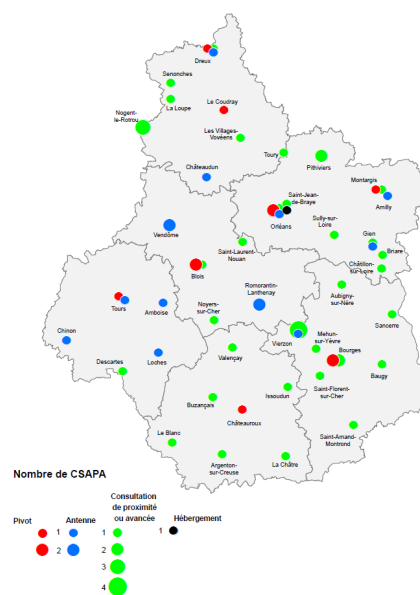 Dreux
Senonches
La Loupe
Le Coudray
Nogent
le-Rotrou
Les Villages-
Vovéens
Toury
Pithiviers
Châteaudun
Montargis
Saint-Jean-
de-Braye
Amilly
Orléans
Sully-sur-
Loire
Gien
Vendôme
Briare
Saint-Laurent-
Nouan
Châtillon-
sur-Loire
Blois
Romorantin-
Lanthenay
Aubigny-
sur-Nère
Tours
Amboise
Noyers-
sur-Cher
Sancerre
Chinon
Vierzon
Mehun-
sur-Yèvre
Bourges
Loches
Valençay
Descartes
Baugy
Saint-Florent-
sur-Cher
Issoudun
Buzançais
Châteauroux
Saint-Amand-
Montrond
Le Blanc
Argenton-
sur-Creuse
La Châtre
Nombre de CSAPA
Consultation
de proximité
ou avancée
Pivot Antenne Hébergement
1 1 1 1
2 2 2
3
4